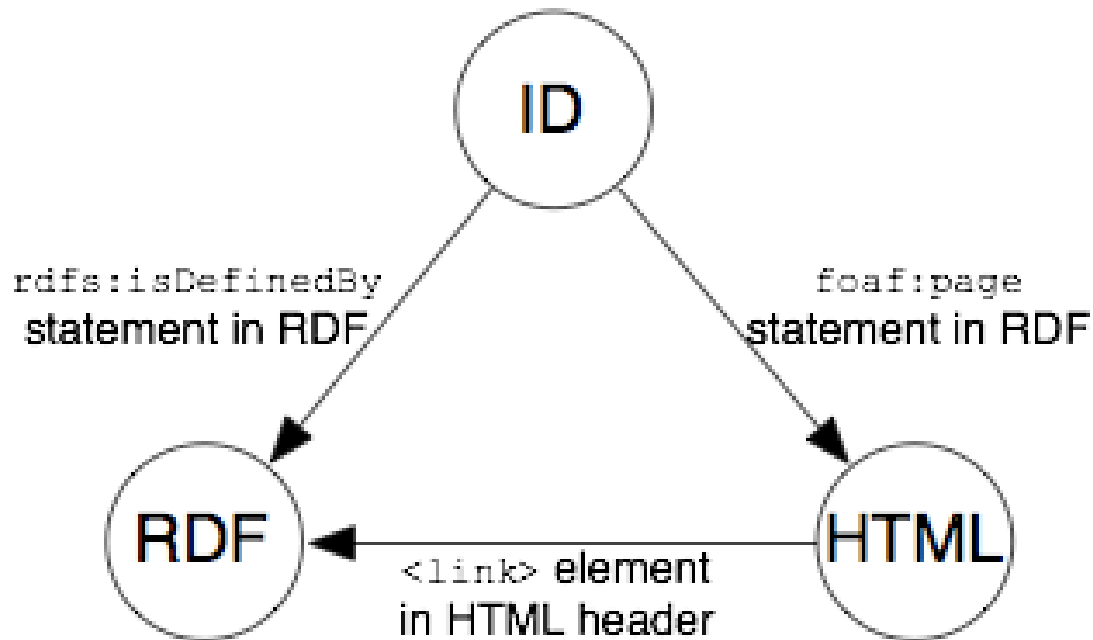 ID
rdfs:isDefinedBy
statement in RDF
foaf:page
statement in RDF
RDF
<link> element
in HTML header
HTML